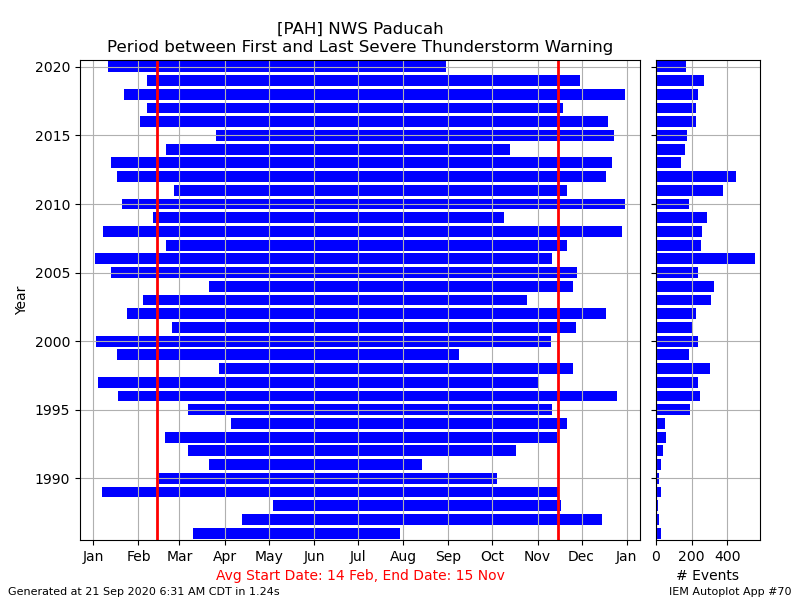 [PAH] NWS Paducah
Period between First and Last Severe Thunderstorm Warning
2020
2015
2010
2005
2000
1995
1990
Year
Jan Feb Mar Apr May Jun Jul Aug Sep Oct Nov Dec Jan
0 200 400
Avg Start Date: 14 Feb, End Date: 15 Nov
# Events
Generated at 21 Sep 2020 6:31 AM CDT in 1.24s
IEM Autoplot App #70